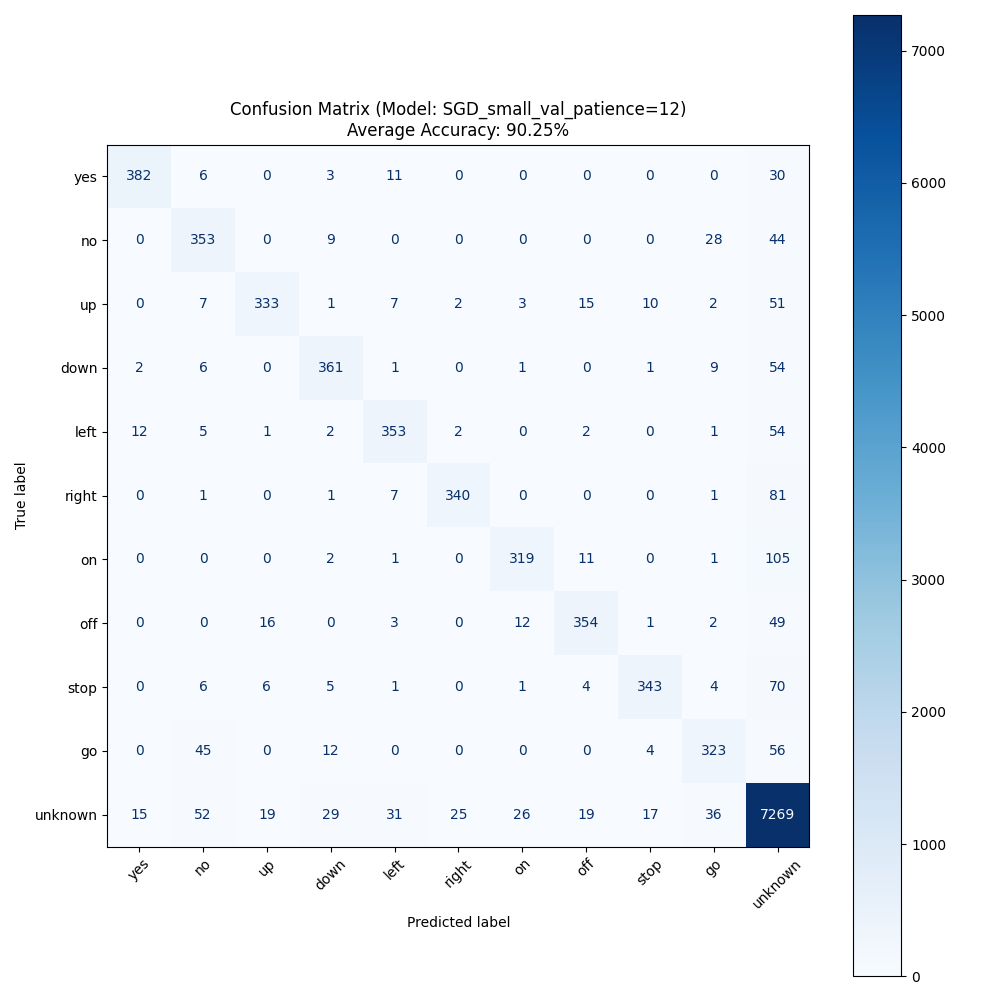 Confusion Matrix (Model: SGD_small_val_patience=12)
Average Accuracy: 90.25%
yes 382 6 0 3 11 0 0 0 0 0 30
no 0 353 0 9 0 0 0 0 0 28 44
up 0 7 333 1 7 2 3 15 10 2 51
down 2 6 0 361 1 0 1 0 1 9 54
left 12 5 1 2 353 2 0 2 0 1 54
right 0 1 0 1 7 340 0 0 0 1 81
on 0 0 0 2 1 0 319 11 0 1 105
off 0 0 16 0 3 0 12 354 1 2 49
stop 0 6 6 5 1 0 1 4 343 4 70
go 0 45 0 12 0 0 0 0 4 323 56
unknown 15 52 19 29 31 25 26 19 17 36 7269
yes no up down left right on off stop go unknown
Predicted label
True label
7000
6000
5000
4000
3000
2000
1000
0